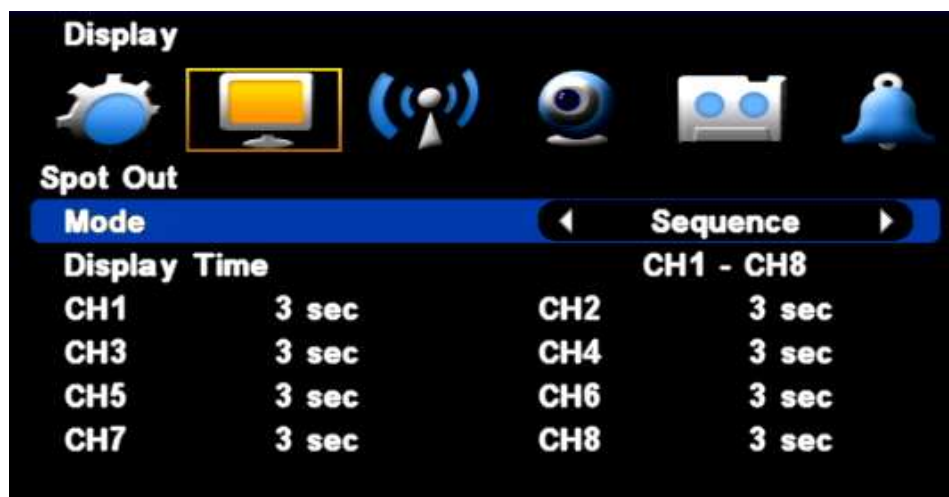 Display
Spot Out
Mode Sequence
Display Time CH1 - CH8
CH1 3 sec CH2 3 sec
CH3 3 sec CH4 3 sec
CH5 3 sec CH6 3 sec
CH7 3 sec CH8 3 sec